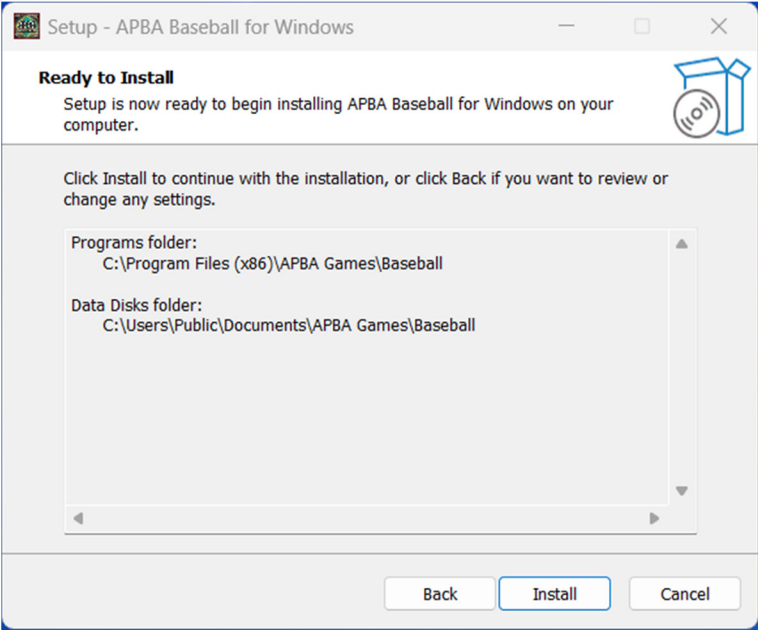 Setup - APBA Baseball for Windows
Ready to Install
Setup is now ready to begin installing APBA Baseball for Windows on your
computer.
Click Install to continue with the installation, or click Back if you want to review or
change any settings.
Programs folder:
C:\Program Files (x86)\APBA Games\Baseball
Data Disks folder:
C:\Users\Public\Documents\APBA Games\Baseball
Back Install Cancel